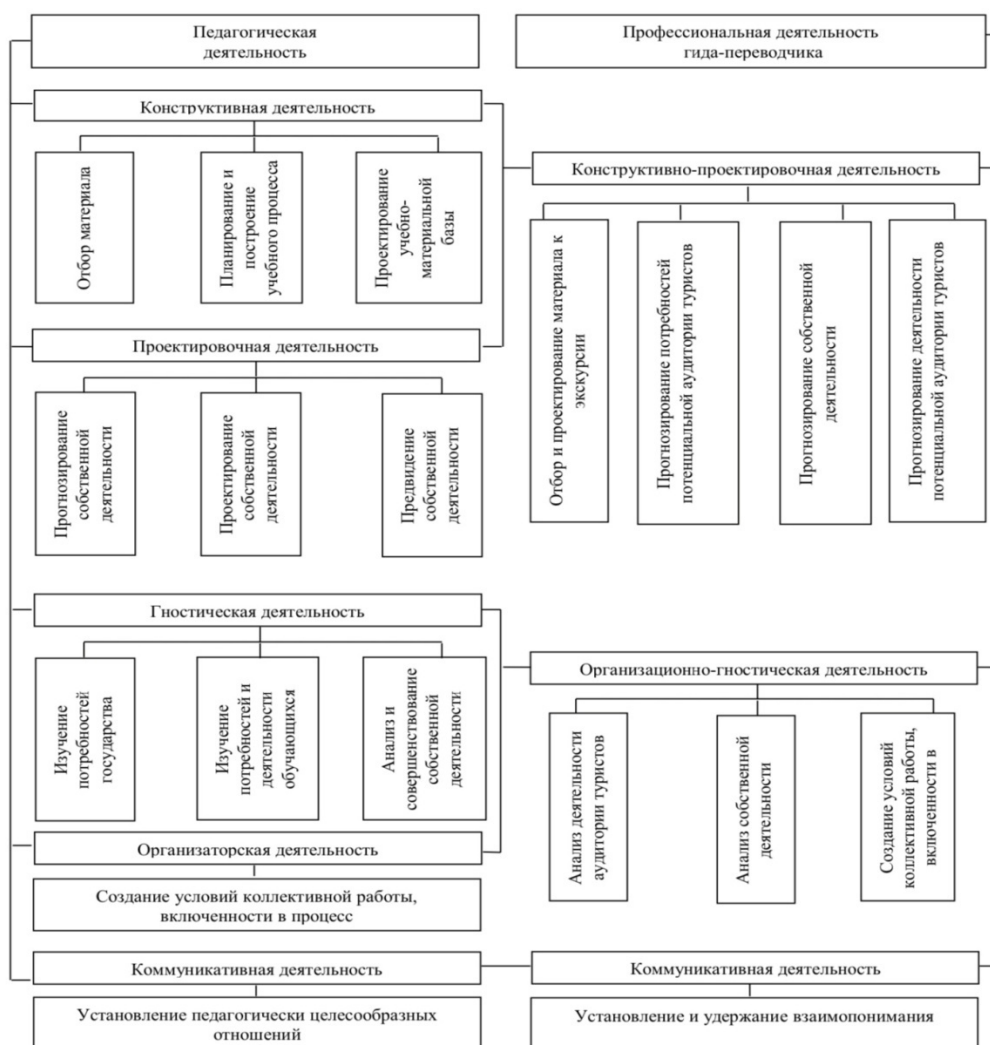 Педагогическая
деятельность
Профессиональная деятельность
гида-переводчика
Конструктивная деятельность
Отбор материала
Планирование и
построение
учебного процесса
Проектирование
учебно-
материальной
базы
Конструктивно-проектировочная деятельность
Отбор и проектирование материала к
экскурсии
Прогнозирование потребностей
потенциальной аудитории туристов
Прогнозирование собственной
деятельности
Прогнозирование деятельности
потенциальной аудитории туристов
Проектировочная деятельность
Прогнозирование
собственной
деятельности
Проектирование
собственной
деятельности
Предвидение
собственной
деятельности
Гностическая деятельность
Изучение
потребностей
государства
Изучение
потребностей и
деятельности
обучающихся
Анализ и
совершенствование
собственной
деятельности
Организационно-гностическая деятельность
Анализ деятельности
аудитории туристов
Анализ собственной
деятельности
Создание условий
коллективной работы,
включенности в
Организаторская деятельность
Создание условий коллективной работы,
включенности в процесс
Коммуникативная деятельность
Установление педагогически целесообразных
отношений
Коммуникативная деятельность
Установление и удержание взаимопонимания